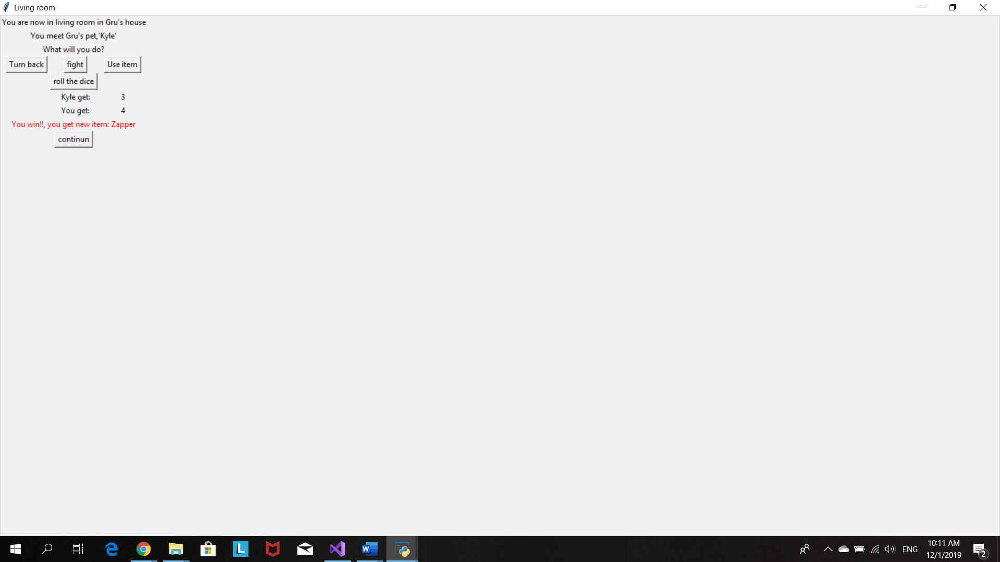 Living room
You are now in living room in Gru's house
You meet Gru's pet,'Kyle'
What will you do?
Turn back fight Use item
roll the dice
Kyle get: 3
You get: 4
You win!!, you get new item: Zapper
continun
L W ENG 10:11 AM
12/1/2019 2